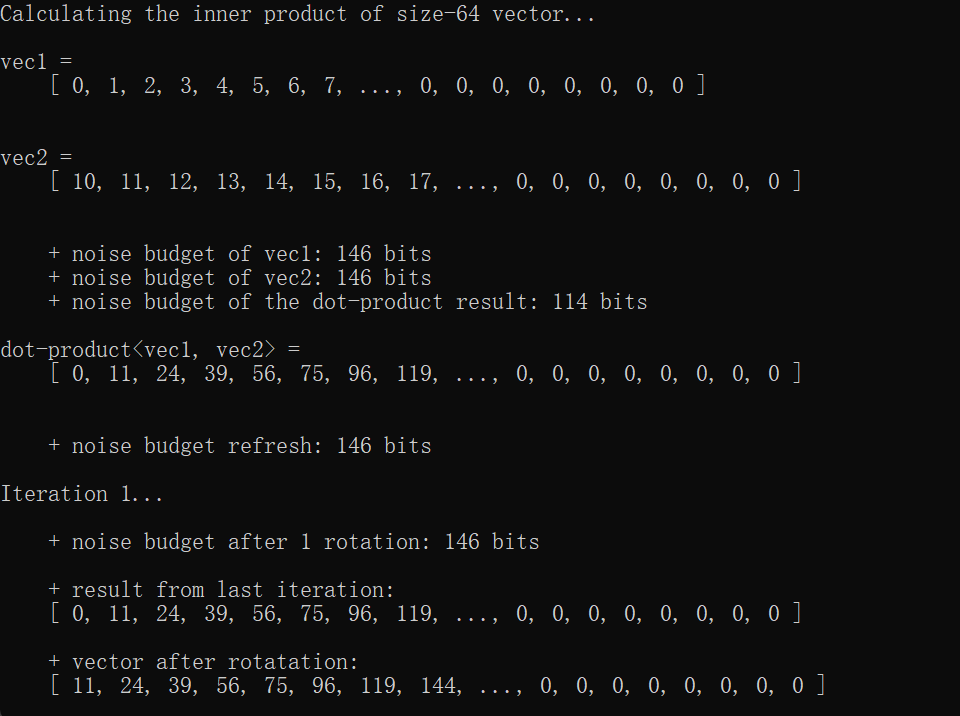 Calculating the inner product of size-64 vector...
vec1 =
[ 0, 1, 2, 3, 4, 5, 6, 7, ..., 0, 0, 0, 0, 0, 0, 0, 0 ]
vec2 =
[ 10, 11, 12, 13, 14, 15, 16, 17, ..., 0, 0, 0, 0, 0, 0, 0, 0 ]
+ noise budget of vec1: 146 bits
+ noise budget of vec2: 146 bits
+ noise budget of the dot-product result: 114 bits
dot-product<vec1, vec2> =
[ 0, 11, 24, 39, 56, 75, 96, 119, ..., 0, 0, 0, 0, 0, 0, 0, 0 ]
+ noise budget refresh: 146 bits
Iteration 1...
+ noise budget after 1 rotation: 146 bits
+ result from last iteration:
[ 0, 11, 24, 39, 56, 75, 96, 119, ..., 0, 0, 0, 0, 0, 0, 0, 0 ]
+ vector after rotatation:
[ 11, 24, 39, 56, 75, 96, 119, 144, ..., 0, 0, 0, 0, 0, 0, 0, 0 ]